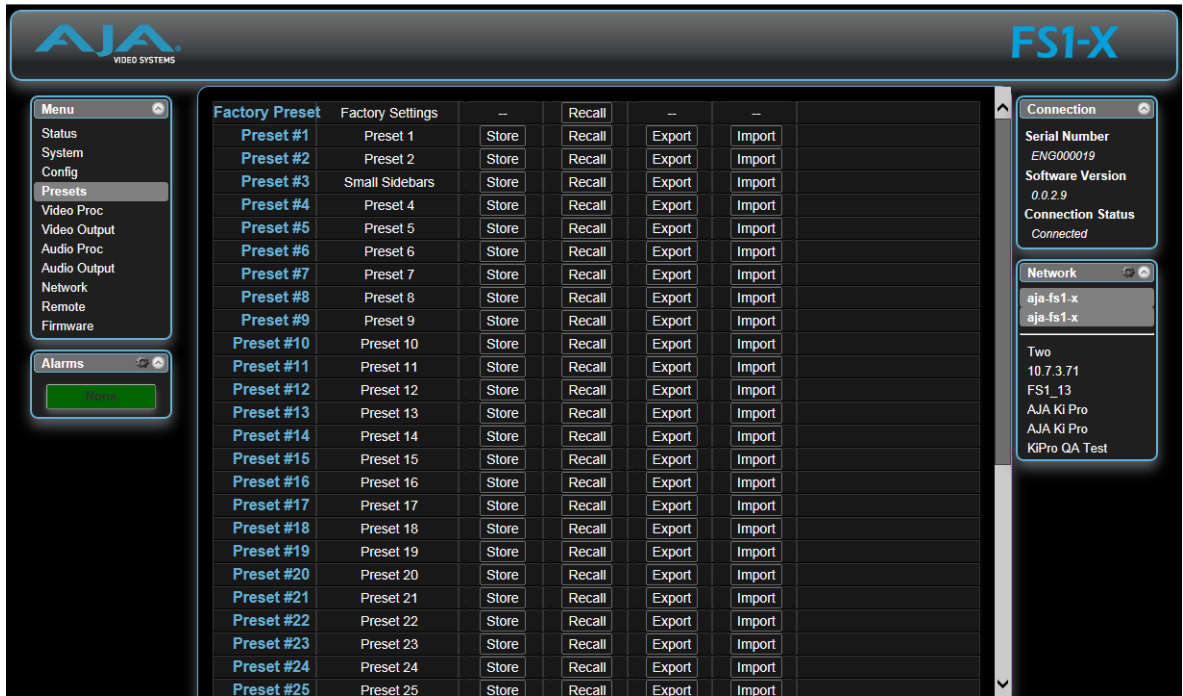 AJA®
VIDEO SYSTEMS
FS1-X
Menu
Status
System
Config
Presets
Video Proc
Video Output
Audio Proc
Audio Output
Network
Remote
Firmware
Alarms
None
Factory Preset Factory Settings -- Recall -- --
Preset #1 Preset 1 Store Recall Export Import
Preset #2 Preset 2 Store Recall Export Import
Preset #3 Small Sidebars Store Recall Export Import
Preset #4 Preset 4 Store Recall Export Import
Preset #5 Preset 5 Store Recall Export Import
Preset #6 Preset 6 Store Recall Export Import
Preset #7 Preset 7 Store Recall Export Import
Preset #8 Preset 8 Store Recall Export Import
Preset #9 Preset 9 Store Recall Export Import
Preset #10 Preset 10 Store Recall Export Import
Preset #11 Preset 11 Store Recall Export Import
Preset #12 Preset 12 Store Recall Export Import
Preset #13 Preset 13 Store Recall Export Import
Preset #14 Preset 14 Store Recall Export Import
Preset #15 Preset 15 Store Recall Export Import
Preset #16 Preset 16 Store Recall Export Import
Preset #17 Preset 17 Store Recall Export Import
Preset #18 Preset 18 Store Recall Export Import
Preset #19 Preset 19 Store Recall Export Import
Preset #20 Preset 20 Store Recall Export Import
Preset #21 Preset 21 Store Recall Export Import
Preset #22 Preset 22 Store Recall Export Import
Preset #23 Preset 23 Store Recall Export Import
Preset #24 Preset 24 Store Recall Export Import
Preset #25 Preset 25 Store Recall Export Import
Connection
Serial Number
ENG000019
Software Version
0.0.2.9
Connection Status
Connected
Network
aja-fs1-x
aja-fs1-x
Two
10.7.3.71
FS1_13
AJA Ki Pro
AJA Ki Pro
KiPro QA Test